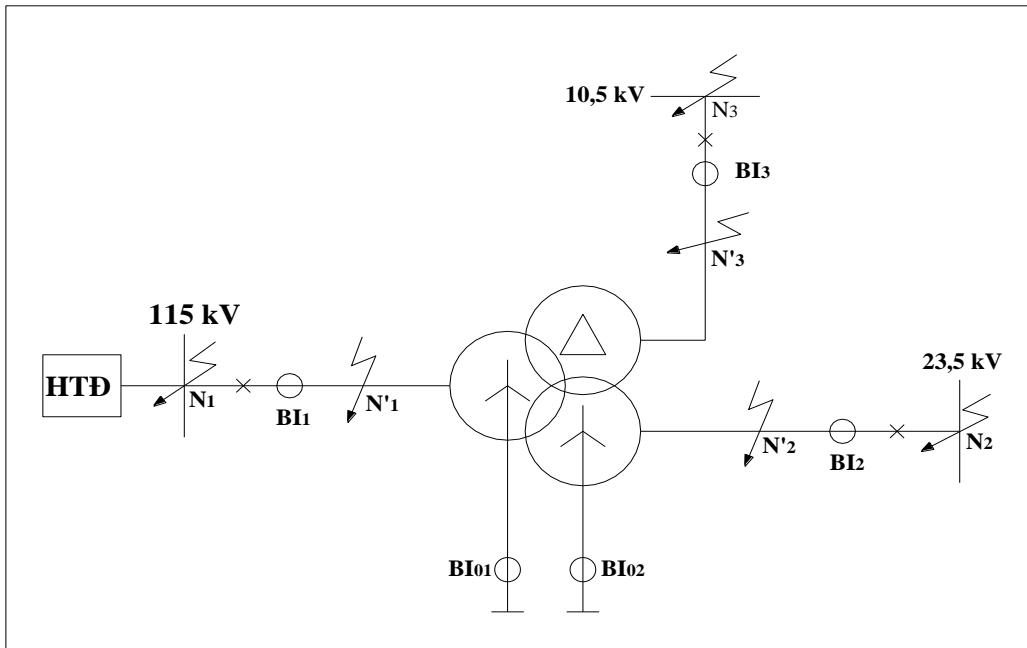 10,5 kV
N3
BI3
N'3
115 kV
HTĐ
N1
BI1
N'1
23,5 kV
N'2
BI2
N2
BI01
BI02